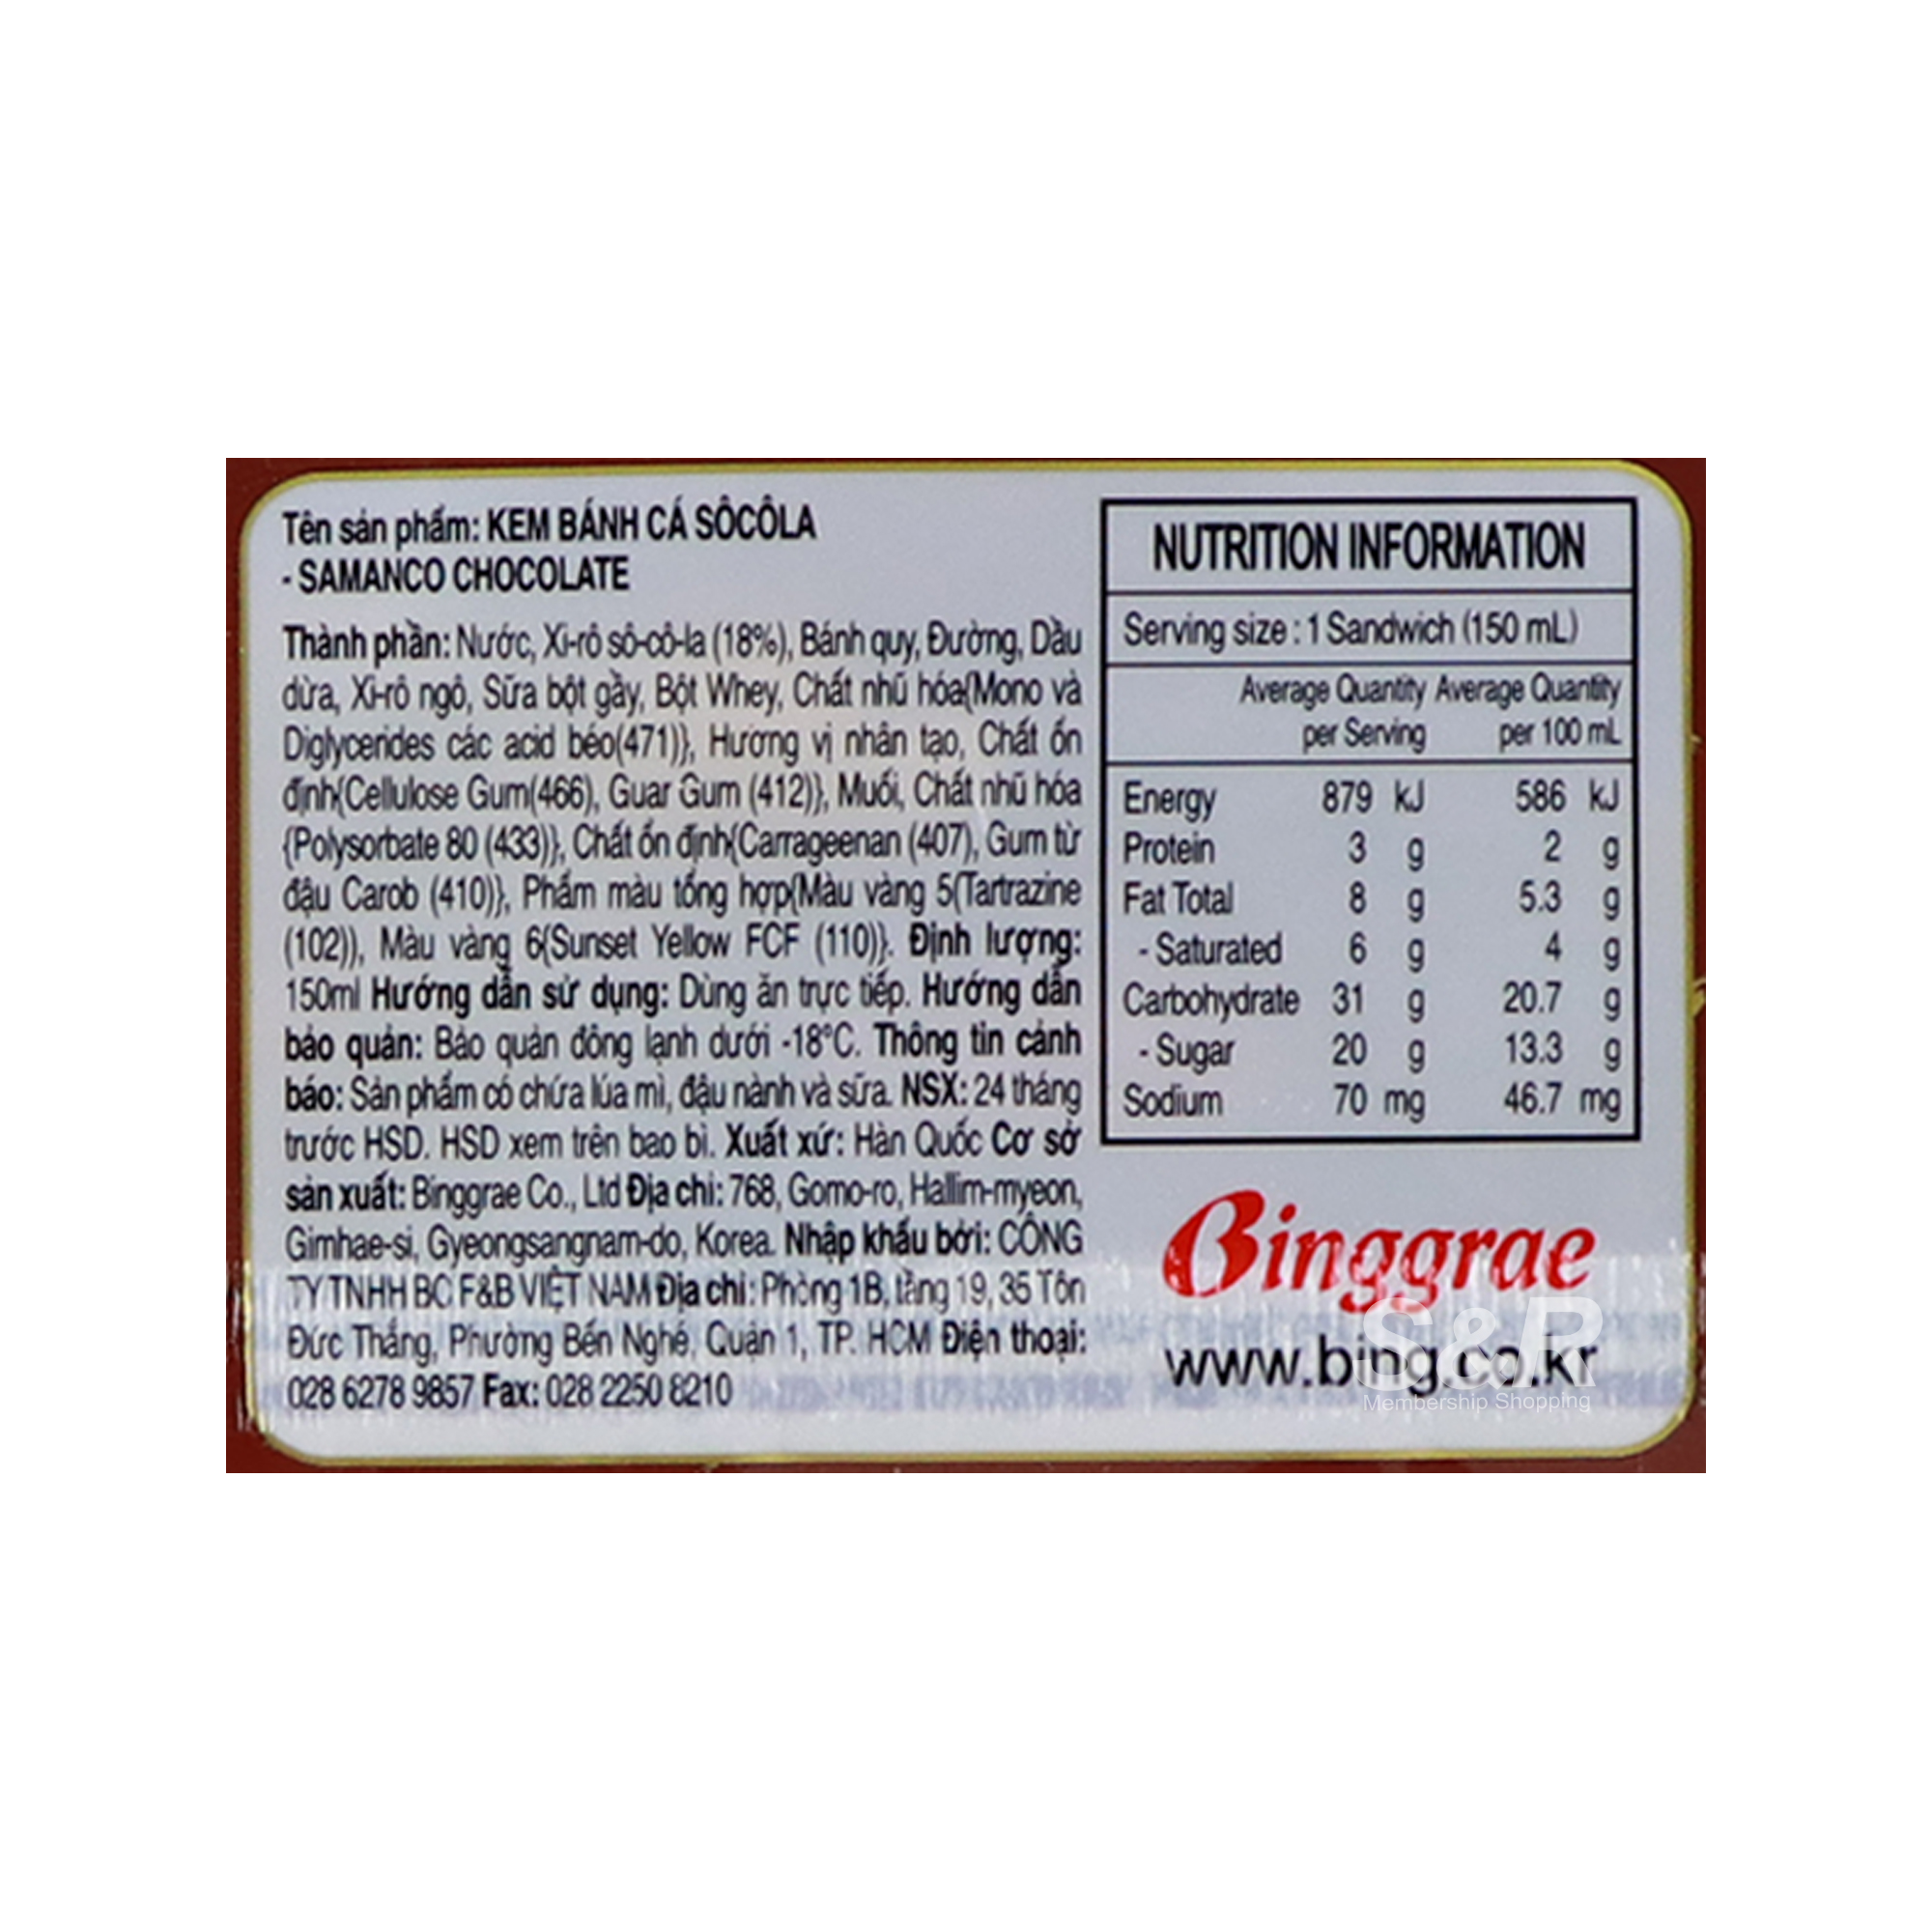 Tên sản phẩm: KEM BÁNH CÁ SÔCÔLA
- SAMANCO CHOCOLATE
Thành phần: Nước, Xi-rô sô-cô-la (18%), Bánh quy, Đường, Dầu
dừa, Xi-rô ngô, Sữa bột gầy, Bột Whey, Chất nhũ hóa{Mono và
Diglycerides các acid béo(471)}, Hương vị nhân tạo, Chất ổn
định{Cellulose Gum(466), Guar Gum (412)}, Muối, Chất nhũ hóa
{Polysorbate 80 (433)}, Chất ổn định{Carrageenan (407), Gum từ
đậu Carob (410)}, Phẩm màu tổng hợp{Màu vàng 5(Tartrazine
(102)), Màu vàng 6{Sunset Yellow FCF (110)}. Định lượng:
150ml Hướng dẫn sử dụng: Dùng ăn trực tiếp. Hướng dẫn
bảo quản: Bảo quản đông lạnh dưới -18°C. Thông tin cảnh
báo: Sản phẩm có chứa lúa mì, đậu nành và sữa. NSX: 24 tháng
trước HSD. HSD xem trên bao bì. Xuất xứ: Hàn Quốc Cơ sở
sản xuất: Binggrae Co., Ltd Địa chỉ: 768, Gomo-ro, Hallim-myeon,
Gimhae-si, Gyeongsangnam-do, Korea. Nhập khẩu bởi: CÔNG
TY TNHH BC F&B VIỆT NAM Địa chỉ: Phòng 1B, tầng 19, 35 Tôn
Đức Thắng, Phường Bến Nghé, Quận 1, TP. HCM Điện thoại:
028 6278 9857 Fax: 028 2250 8210
NUTRITION INFORMATION
Serving size : 1 Sandwich (150 mL)
Average Quantity Average Quantity
per Serving per 100 mL
Energy 879 kJ 586 kJ
Protein 3 g 2 g
Fat Total 8 g 5.3 g
- Saturated 6 g 4 g
Carbohydrate 31 g 20.7 g
- Sugar 20 g 13.3 g
Sodium 70 mg 46.7 mg
Binggrae
www.bing.co.kr
S&R
Membership Shopping